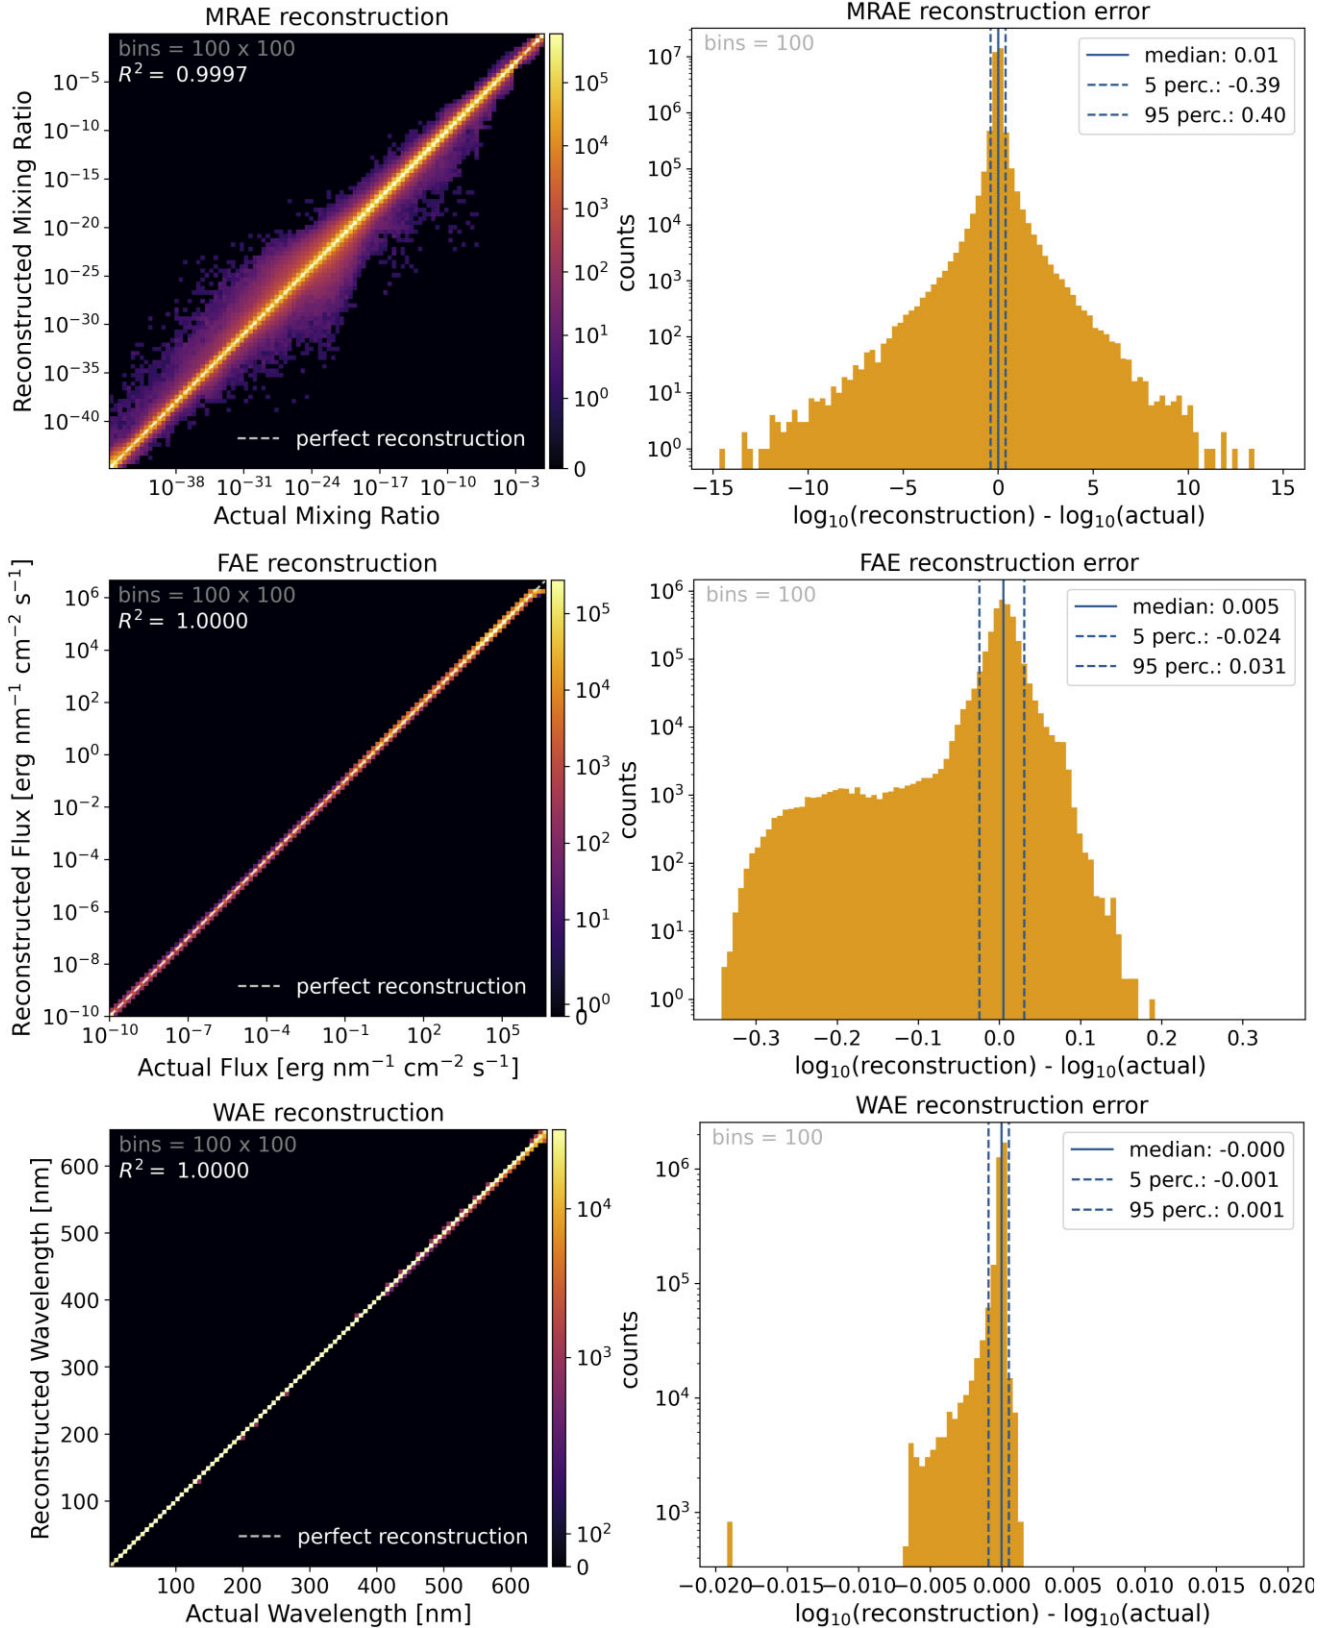 MRAE reconstruction
bins = 100 x 100
R² = 0.9997
Reconstructed Mixing Ratio
10⁻⁵
10⁻¹⁰
10⁻¹⁵
10⁻²⁰
10⁻²⁵
10⁻³⁰
10⁻³⁵
10⁻⁴⁰
perfect reconstruction
10⁻³⁸ 10⁻³¹ 10⁻²⁴ 10⁻¹⁷ 10⁻¹⁰ 10⁻³
Actual Mixing Ratio
10⁵
10⁴
10³
10²
10¹
10⁰
0
counts
MRAE reconstruction error
bins = 100
median: 0.01
5 perc.: -0.39
95 perc.: 0.40
10⁷
10⁶
10⁵
10⁴
10³
10²
10¹
10⁰
−15 −10 −5 0 5 10 15
log₁₀(reconstruction) - log₁₀(actual)
FAE reconstruction
bins = 100 x 100
R² = 1.0000
Reconstructed Flux [erg nm⁻¹ cm⁻² s⁻¹]
10⁶
10⁴
10²
10⁰
10⁻²
10⁻⁴
10⁻⁶
10⁻⁸
10⁻¹⁰
perfect reconstruction
10⁻¹⁰ 10⁻⁷ 10⁻⁴ 10⁻¹ 10² 10⁵
Actual Flux [erg nm⁻¹ cm⁻² s⁻¹]
10⁵
10⁴
10³
10²
10¹
10⁰
0
counts
FAE reconstruction error
bins = 100
median: 0.005
5 perc.: -0.024
95 perc.: 0.031
10⁶
10⁵
10⁴
10³
10²
10¹
10⁰
−0.3 −0.2 −0.1 0.0 0.1 0.2 0.3
log₁₀(reconstruction) - log₁₀(actual)
WAE reconstruction
bins = 100 x 100
R² = 1.0000
Reconstructed Wavelength [nm]
600
500
400
300
200
100
perfect reconstruction
100 200 300 400 500 600
Actual Wavelength [nm]
10⁴
10³
10²
0
counts
WAE reconstruction error
bins = 100
median: -0.000
5 perc.: -0.001
95 perc.: 0.001
10⁶
10⁵
10⁴
10³
−0.020 −0.015 −0.010 −0.005 0.000 0.005 0.010 0.015 0.020
log₁₀(reconstruction) - log₁₀(actual)